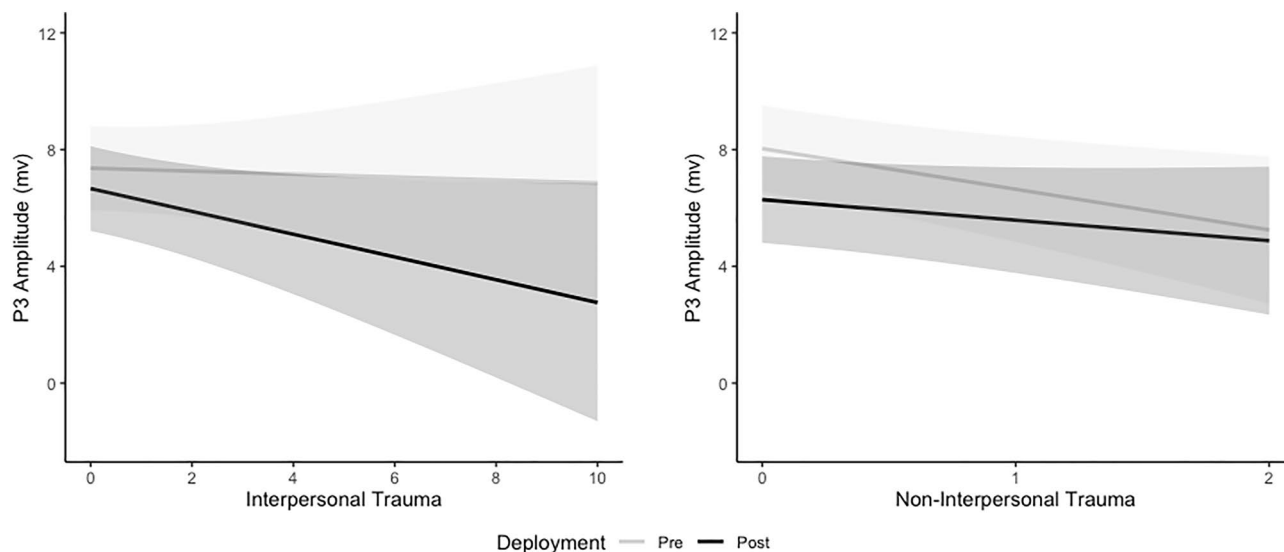 12
8
4
0
P3 Amplitude (mv)
0 2 4 6 8 10
Interpersonal Trauma
12
8
4
0
P3 Amplitude (mv)
0 1 2
Non-Interpersonal Trauma
Deployment Pre Post